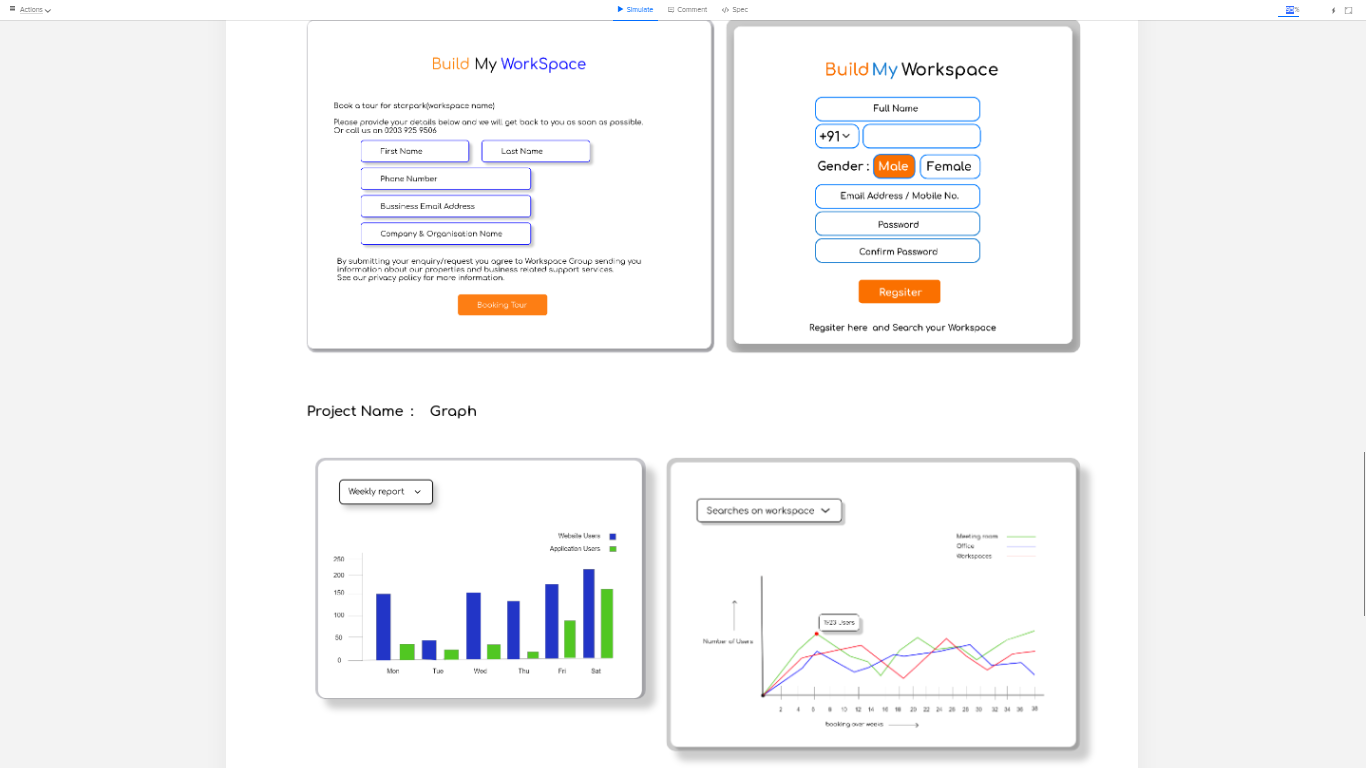 Actions
Simulate
Comment
Spec
Build My WorkSpace
Book a tour for sterpark(workspace name)
Please provide your details below and we will get back to you as soon as possible.
Or call us on 0203 925 9506
First Name
Last Name
Phone Number
Bussiness Email Address
Company & Organisation Name
By submitting your enquiry/request you agree to Workspace Group sending you
information about our properties and business related support services.
See our privacy policy for more information.
Booking Tour
Build My Workspace
Full Name
+91
Gender : Male Female
Email Address / Mobile No.
Password
Confirm Password
Regsiter
Regsiter here and Search your Workspace
Project Name : Graph
Weekly report
Website Users
Application Users
250
200
150
100
50
0
Mon Tue Wed Thu Fri Sat
Searches on workspace
Meeting room
Office
Workspaces
1923 Users
Number of Users
2 4 6 8 10 12 14 16 18 20 22 24 26 28 30 32 34 36 38
Booking over weeks